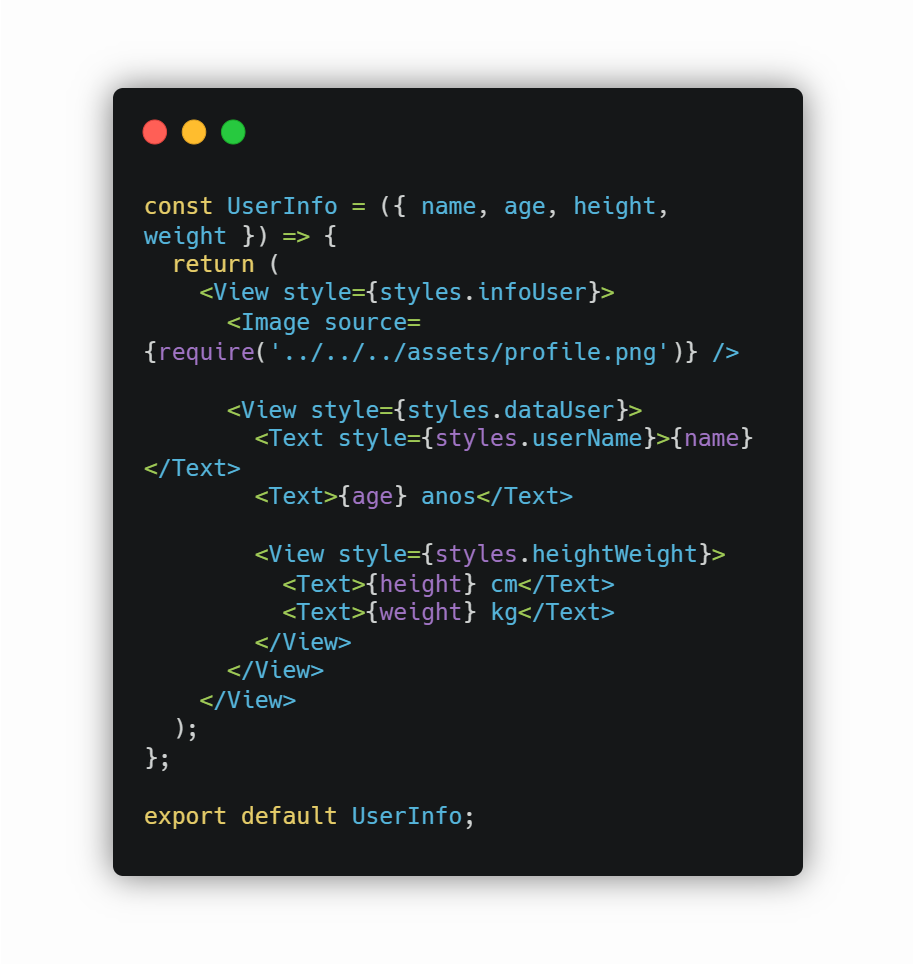 const UserInfo = ({ name, age, height,
weight }) => {
  return (
    <View style={styles.infoUser}>
      <Image source=
{require('../../../assets/profile.png')} />

      <View style={styles.dataUser}>
        <Text style={styles.userName}>{name}
</Text>
        <Text>{age} anos</Text>

        <View style={styles.heightWeight}>
          <Text>{height} cm</Text>
          <Text>{weight} kg</Text>
        </View>
      </View>
    </View>
  );
};

export default UserInfo;